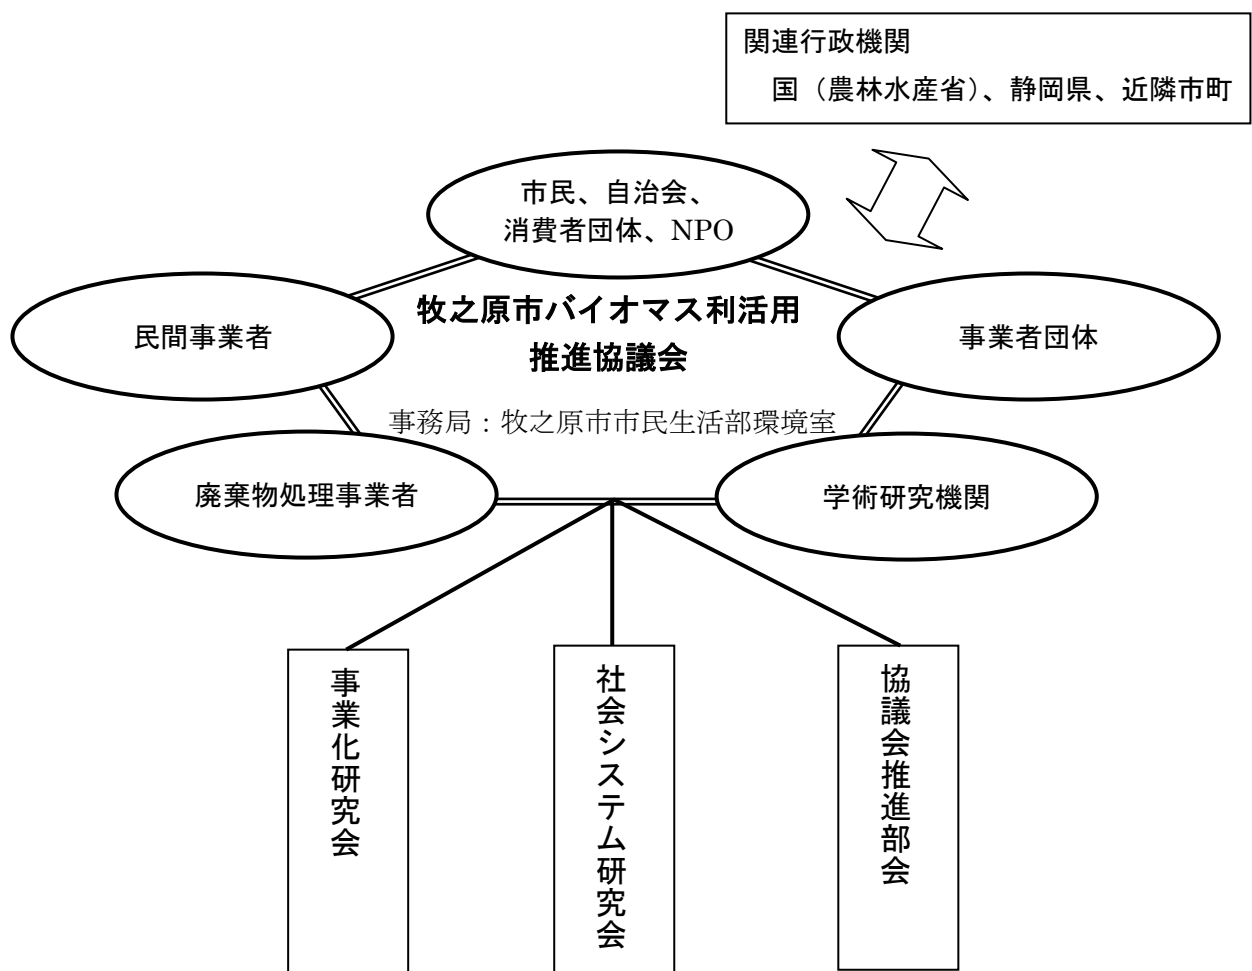 関連行政機関
国（農林水産省）、静岡県、近隣市町
市民、自治会、
消費者団体、NPO
牧之原市バイオマス利活用
推進協議会
民間事業者
事業者団体
事務局：牧之原市市民生活部環境室
廃棄物処理事業者
学術研究機関
事業化研究会
社会システム研究会
協議会推進部会